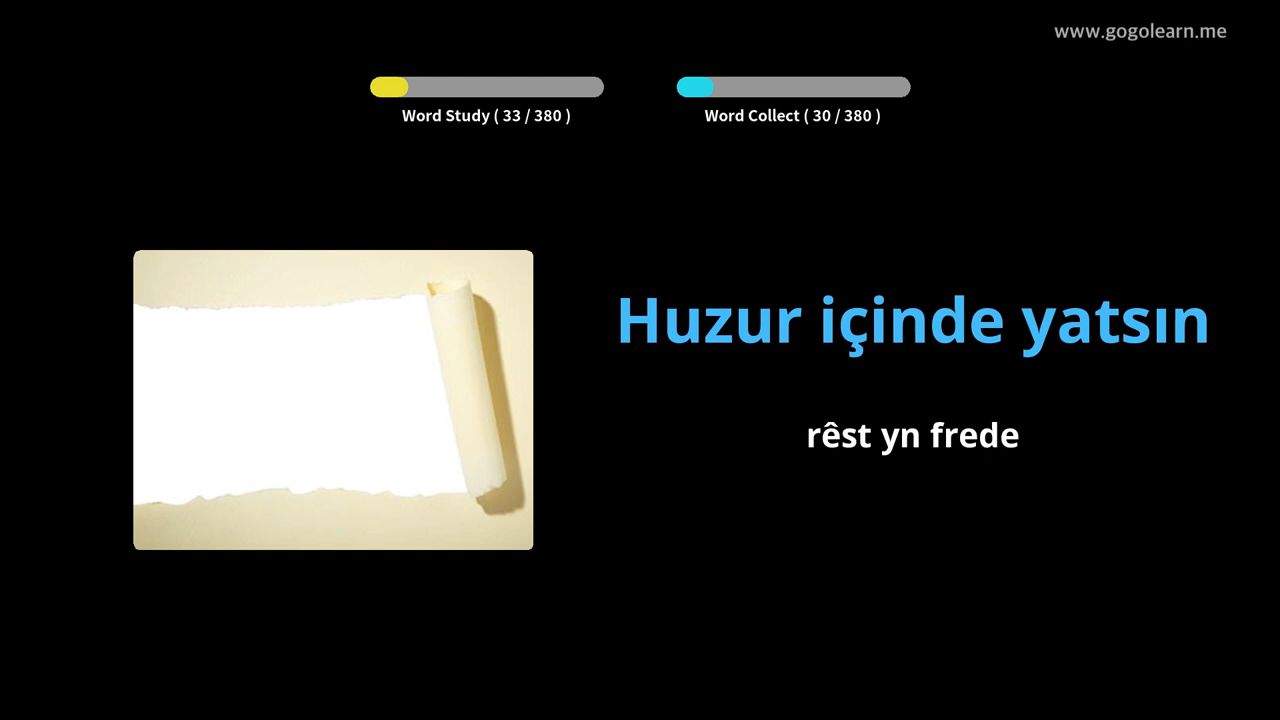 www.gogolearn.me
Word Study ( 33 / 380 )
Word Collect ( 30 / 380 )
Huzur içinde yatsın
rêst yn frede